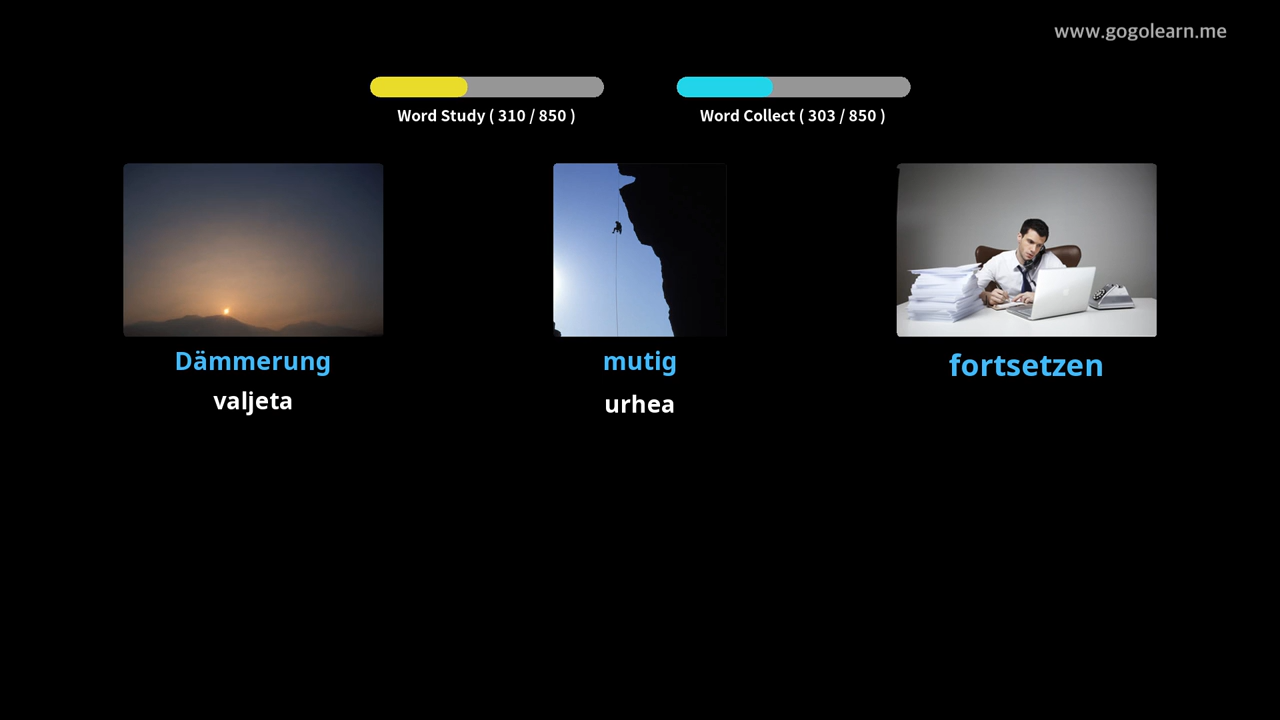 www.gogolearn.me
Word Study ( 310 / 850 )
Word Collect ( 303 / 850 )
Dämmerung
valjeta
mutig
urhea
fortsetzen